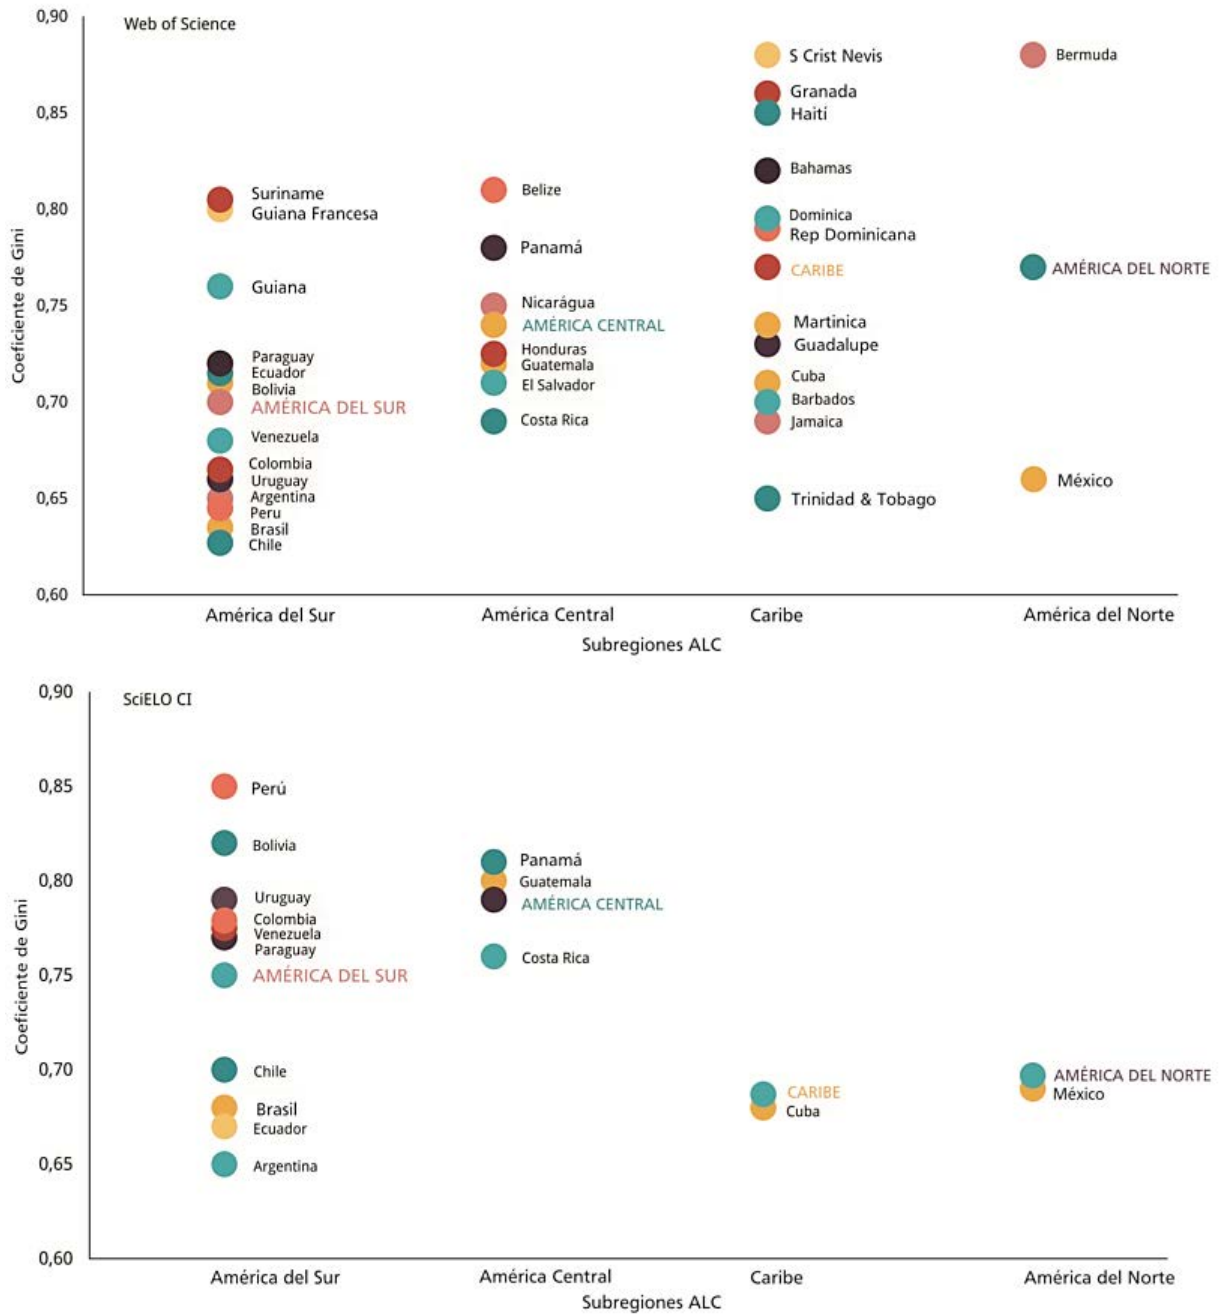 0,90
Web of Science
S Crist Nevis
Bermuda
Granada
0,85
Haití
Bahamas
Suriname
Belize
0,80
Guiana Francesa
Dominica
Rep Dominicana
Panamá
CARIBE
AMÉRICA DEL NORTE
Guiana
0,75
Nicarágua
AMÉRICA CENTRAL
Martinica
Guadalupe
Honduras
Paraguay
Guatemala
Ecuador
Cuba
Bolivia
El Salvador
0,70
AMÉRICA DEL SUR
Barbados
Costa Rica
Jamaica
Venezuela
Colombia
Uruguay
México
0,65
Argentina
Trinidad & Tobago
Peru
Brasil
Chile
0,60
Coeficiente de Gini
América del Sur
América Central
Caribe
América del Norte
Subregiones ALC
0,90
SciELO CI
0,85
Perú
Bolivia
Panamá
0,80
Guatemala
Uruguay
AMÉRICA CENTRAL
Colombia
Venezuela
Paraguay
Costa Rica
0,75
AMÉRICA DEL SUR
0,70
Chile
AMÉRICA DEL NORTE
CARIBE
México
Brasil
Cuba
Ecuador
0,65
Argentina
0,60
Coeficiente de Gini
América del Sur
América Central
Caribe
América del Norte
Subregiones ALC